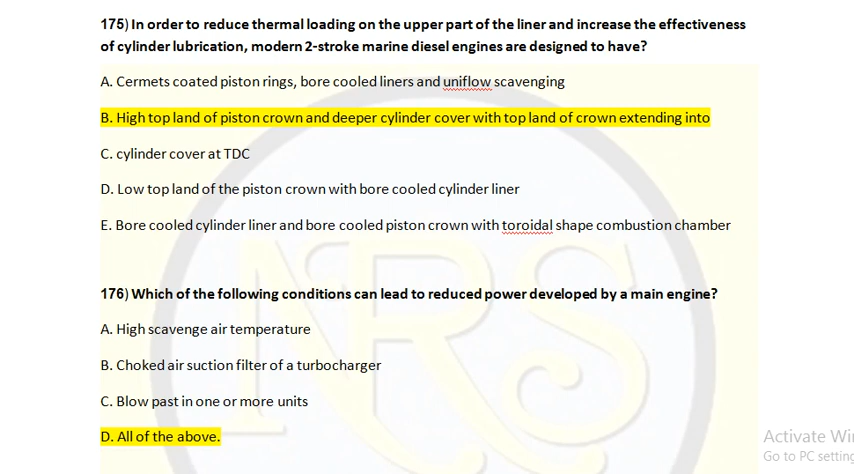 175) In order to reduce thermal loading on the upper part of the liner and increase the effectiveness
of cylinder lubrication, modern 2-stroke marine diesel engines are designed to have?
A. Cermets coated piston rings, bore cooled liners and uniflow scavenging
B. High top land of piston crown and deeper cylinder cover with top land of crown extending into
C. cylinder cover at TDC
D. Low top land of the piston crown with bore cooled cylinder liner
E. Bore cooled cylinder liner and bore cooled piston crown with toroidal shape combustion chamber
176) Which of the following conditions can lead to reduced power developed by a main engine?
A. High scavenge air temperature
B. Choked air suction filter of a turbocharger
C. Blow past in one or more units
D. All of the above.
NRS
Activate Wi
Go to PC setting